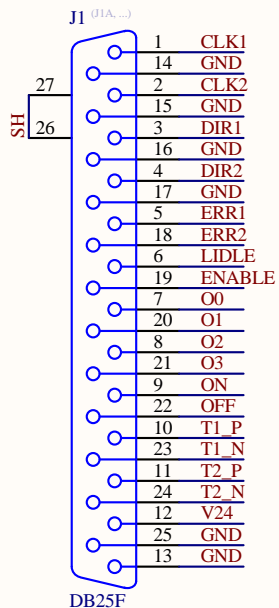 J1 (J1A, ...)
1 CLK1
14 GND
27
2 CLK2
15 GND
SH
26
3 DIR1
16 GND
4 DIR2
17 GND
5 ERR1
18 ERR2
6 LIDLE
19 ENABLE
7 O0
20 O1
8 O2
21 O3
9 ON
22 OFF
10 T1_P
23 T1_N
11 T2_P
24 T2_N
12 V24
25 GND
13 GND
DB25F